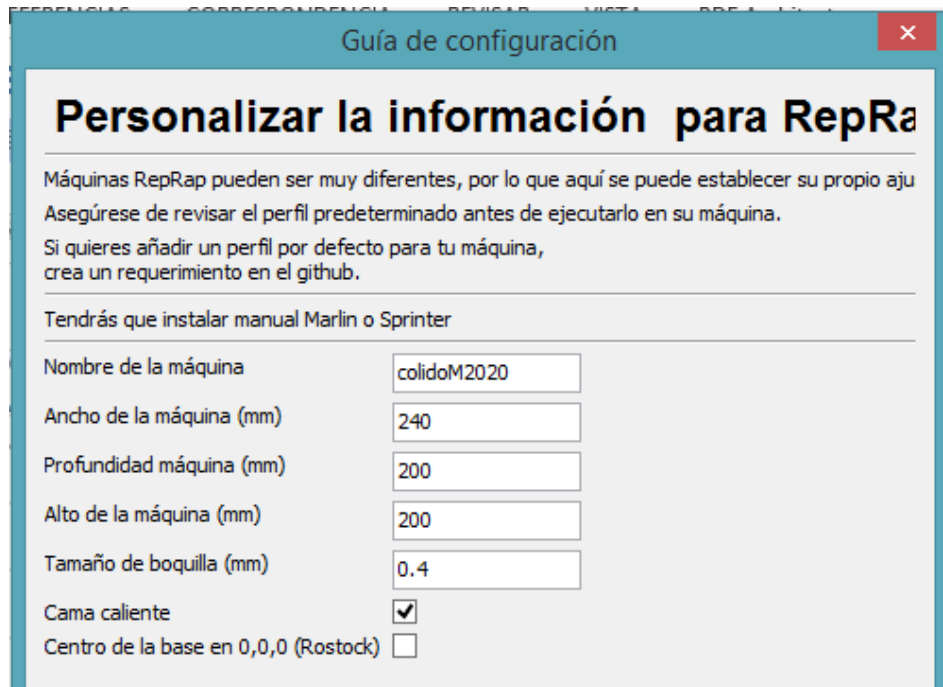 REVISAR VISTA
Guía de configuración
Personalizar la información para RepRa
Máquinas RepRap pueden ser muy diferentes, por lo que aquí se puede establecer su propio aju
Asegúrese de revisar el perfil predeterminado antes de ejecutarlo en su máquina.
Si quieres añadir un perfil por defecto para tu máquina,
crea un requerimiento en el github.
Tendrás que instalar manual Marlin o Sprinter
Nombre de la máquina colidoM2020
Ancho de la máquina (mm) 240
Profundidad máquina (mm) 200
Alto de la máquina (mm) 200
Tamaño de boquilla (mm) 0.4
Cama caliente
Centro de la base en 0,0,0 (Rostock)